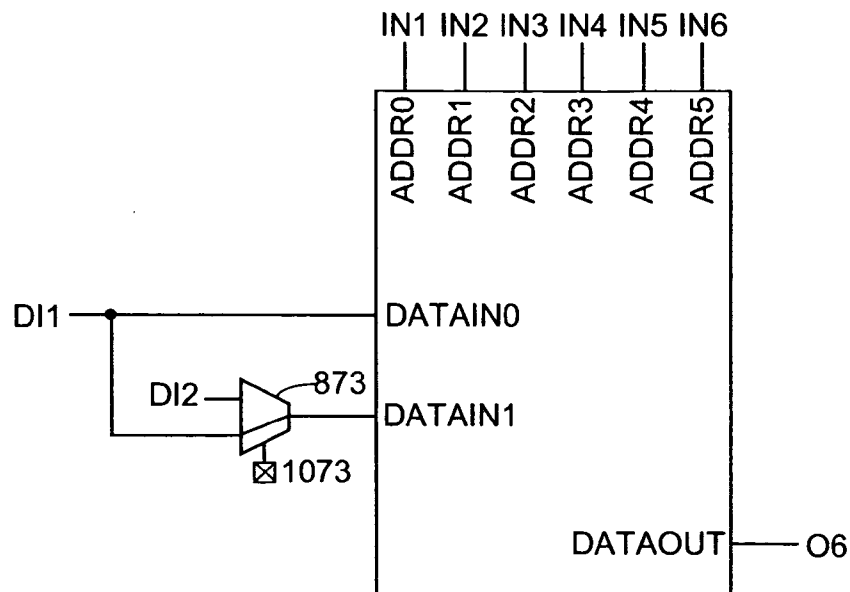 IN1 IN2 IN3 IN4 IN5 IN6
ADDR0 ADDR1 ADDR2 ADDR3 ADDR4 ADDR5
DI1
DATAIN0
873
DI2
DATAIN1
1073
DATAOUT
O6